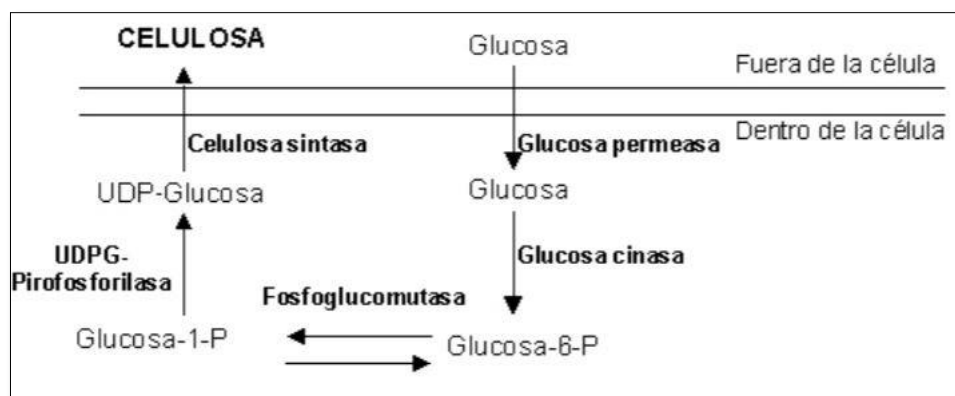 CELULOSA
Glucosa
Fuera de la célula
Dentro de la célula
Celulosa sintasa
Glucosa permeasa
UDP-Glucosa
Glucosa
UDPG-
Pirofosforilasa
Glucosa cinasa
Fosfoglucomutasa
Glucosa-1-P
Glucosa-6-P